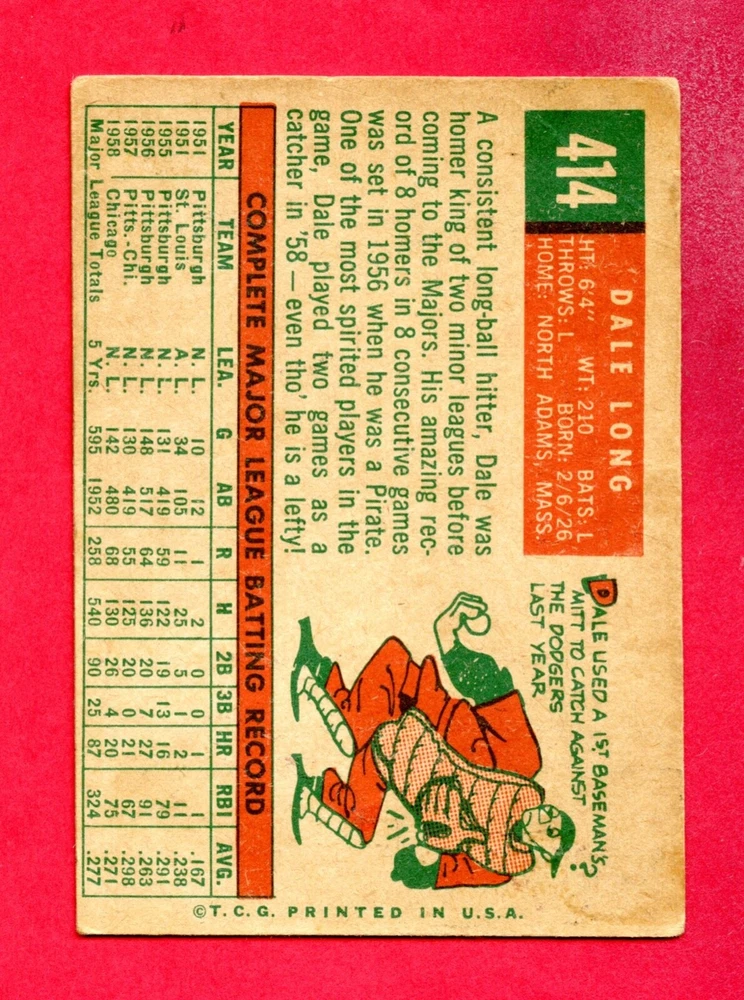 414
DALE LONG
HT: 6'4" WT: 210 BATS: L
THROWS: L BORN: 2/6/26
HOME: NORTH ADAMS, MASS.
A consistent long-ball hitter, Dale was
homer king of two minor leagues before
coming to the Majors. His amazing rec-
ord of 8 homers in 8 consecutive games
was set in 1956 when he was a Pirate.
One of the most spirited players in the
game, Dale played two games as a
catcher in '58—even tho' he is a lefty!
DALE USED A 1ST BASEMAN'S
MITT TO CATCH AGAINST
THE DODGERS
LAST YEAR
?
COMPLETE MAJOR LEAGUE BATTING RECORD
YEAR TEAM LEA. G AB R H 2B 3B HR RBI AVG.
1951 Pittsburgh N. L. 10 12 1 2 0 0 1 1 .167
1951 St. Louis A. L. 34 105 11 25 5 1 2 11 .238
1955 Pittsburgh N. L. 131 419 59 122 19 13 16 79 .291
1956 Pittsburgh N. L. 148 517 64 136 20 7 27 91 .263
1957 Pitts.-Chi. N. L. 130 419 55 125 20 0 21 67 .298
1958 Chicago N. L. 142 480 68 130 26 4 20 75 .271
Major League Totals 5 Yrs. 595 1952 258 540 90 25 87 324 .277
©T.C.G. PRINTED IN U.S.A.